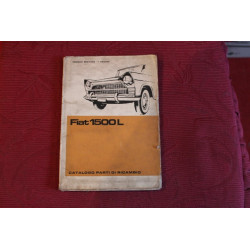 Fiat 1500 L
CATALOGO PARTI DI RICAMBIO